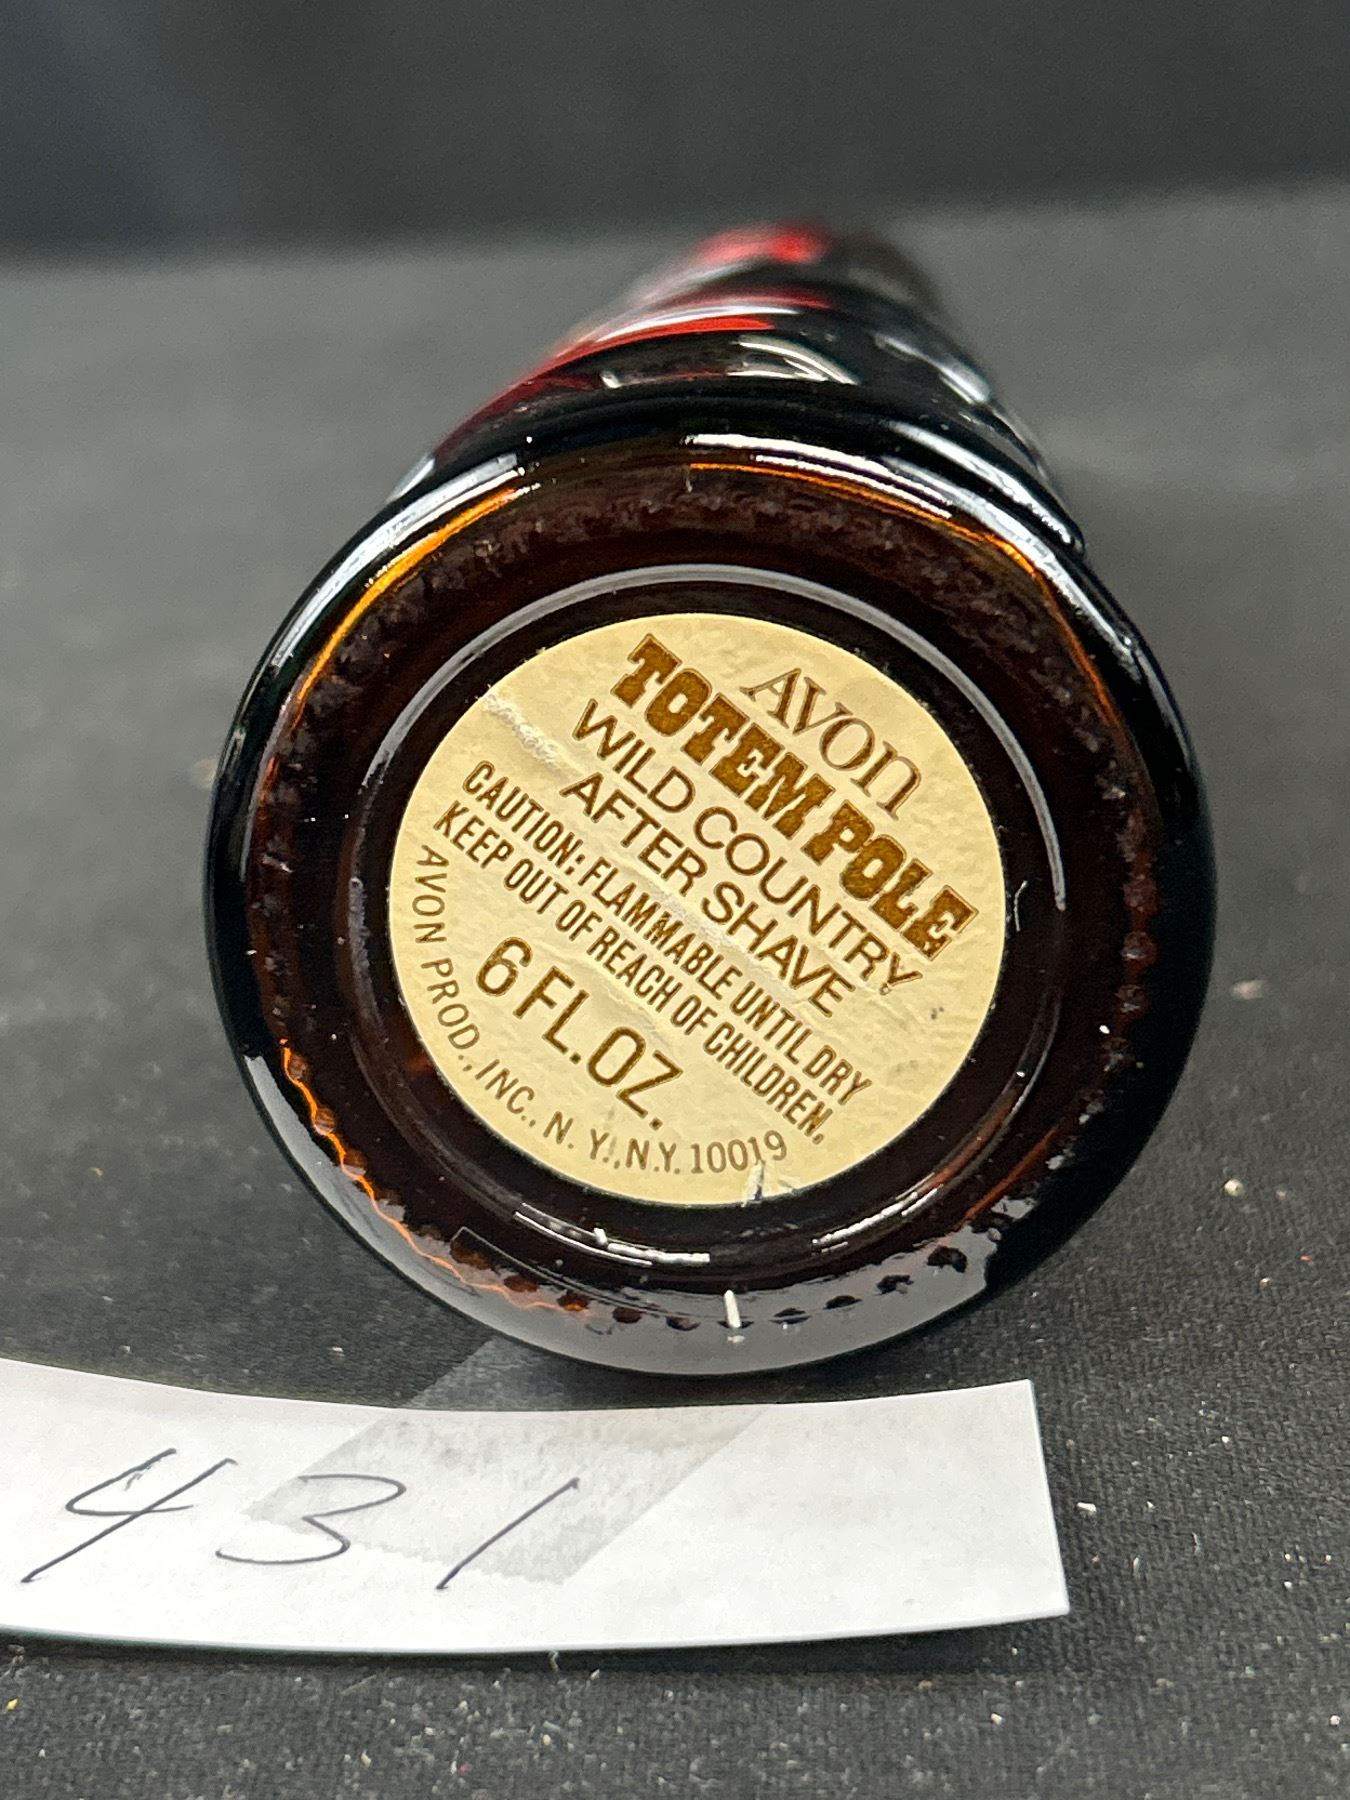 AVON
TOTEM POLE
WILD COUNTRY
AFTER SHAVE
CAUTION: FLAMMABLE UNTIL DRY
KEEP OUT OF REACH OF CHILDREN.
6 FL. OZ.
AVON PROD., INC., N. Y., N.Y. 10019
431